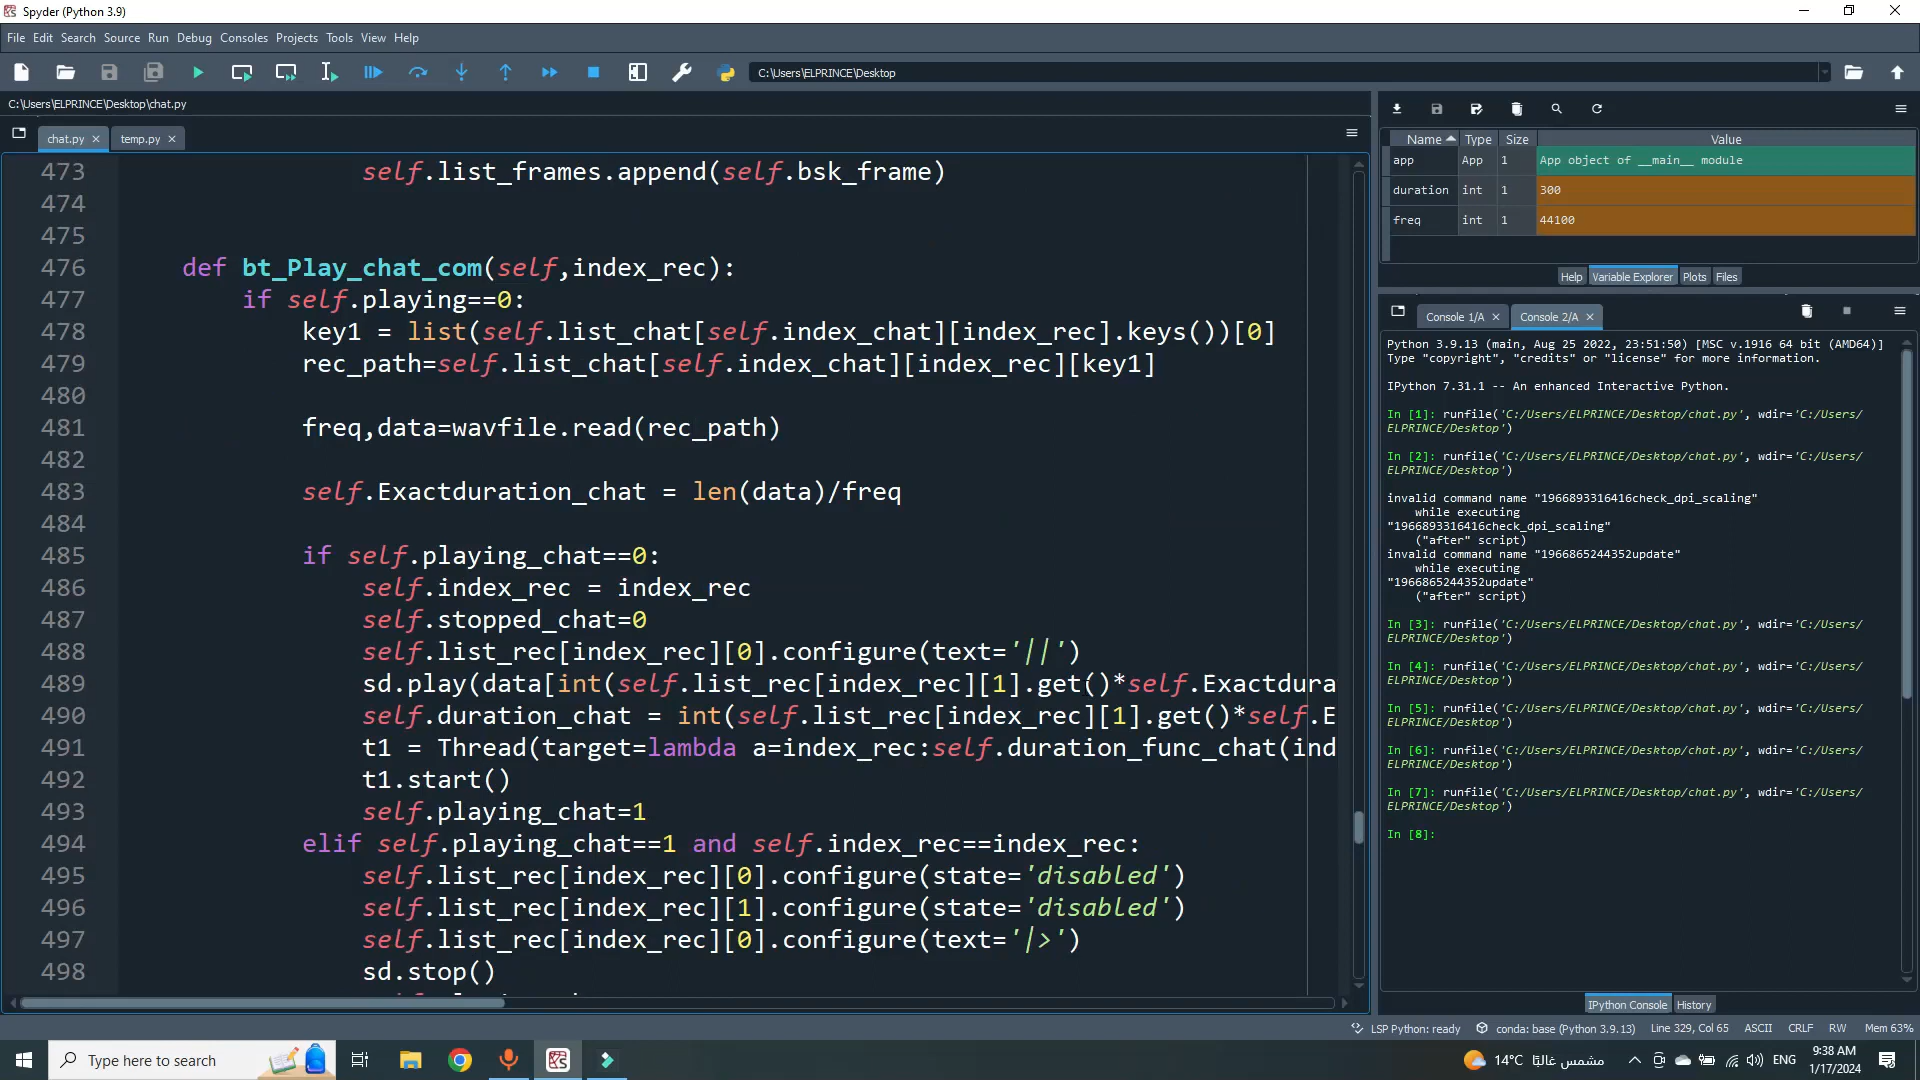 Spyder (Python 3.9)
File Edit Search Source Run Debug Consoles Projects Tools View Help
C:\Users\ELPRINCE\Desktop
C:\Users\ELPRINCE\Desktop\chat.py
chat.py
temp.py
473 self.list_frames.append(self.bsk_frame)
474
475
476 def bt_Play_chat_com(self,index_rec):
477 if self.playing==0:
478 key1 = list(self.list_chat[self.index_chat][index_rec].keys())[0]
479 rec_path=self.list_chat[self.index_chat][index_rec][key1]
480
481 freq,data=wavfile.read(rec_path)
482
483 self.Exactduration_chat = len(data)/freq
484
485 if self.playing_chat==0:
486 self.index_rec = index_rec
487 self.stopped_chat=0
488 self.list_rec[index_rec][0].configure(text='||')
489 sd.play(data[int(self.list_rec[index_rec][1].get()*self.Exactdura
490 self.duration_chat = int(self.list_rec[index_rec][1].get()*self.E
491 t1 = Thread(target=lambda a=index_rec:self.duration_func_chat(ind
492 t1.start()
493 self.playing_chat=1
494 elif self.playing_chat==1 and self.index_rec==index_rec:
495 self.list_rec[index_rec][0].configure(state='disabled')
496 self.list_rec[index_rec][1].configure(state='disabled')
497 self.list_rec[index_rec][0].configure(text='|>')
498 sd.stop()
Name Type Size Value
app App 1 App object of __main__ module
duration int 1 300
freq int 1 44100
Help Variable Explorer Plots Files
Console 1/A Console 2/A
Python 3.9.13 (main, Aug 25 2022, 23:51:50) [MSC v.1916 64 bit (AMD64)]
Type "copyright", "credits" or "license" for more information.
IPython 7.31.1 -- An enhanced Interactive Python.
In [1]: runfile('C:/Users/ELPRINCE/Desktop/chat.py', wdir='C:/Users/
ELPRINCE/Desktop')
In [2]: runfile('C:/Users/ELPRINCE/Desktop/chat.py', wdir='C:/Users/
ELPRINCE/Desktop')
invalid command name "1966893316416check_dpi_scaling"
while executing
"1966893316416check_dpi_scaling"
("after" script)
invalid command name "1966865244352update"
while executing
"1966865244352update"
("after" script)
In [3]: runfile('C:/Users/ELPRINCE/Desktop/chat.py', wdir='C:/Users/
ELPRINCE/Desktop')
In [4]: runfile('C:/Users/ELPRINCE/Desktop/chat.py', wdir='C:/Users/
ELPRINCE/Desktop')
In [5]: runfile('C:/Users/ELPRINCE/Desktop/chat.py', wdir='C:/Users/
ELPRINCE/Desktop')
In [6]: runfile('C:/Users/ELPRINCE/Desktop/chat.py', wdir='C:/Users/
ELPRINCE/Desktop')
In [7]: runfile('C:/Users/ELPRINCE/Desktop/chat.py', wdir='C:/Users/
ELPRINCE/Desktop')
In [8]:
IPython Console History
LSP Python: ready conda: base (Python 3.9.13) Line 329, Col 65 ASCII CRLF RW Mem 63%
Type here to search
14°C مشمس غالبًا
ENG
9:38 AM
1/17/2024